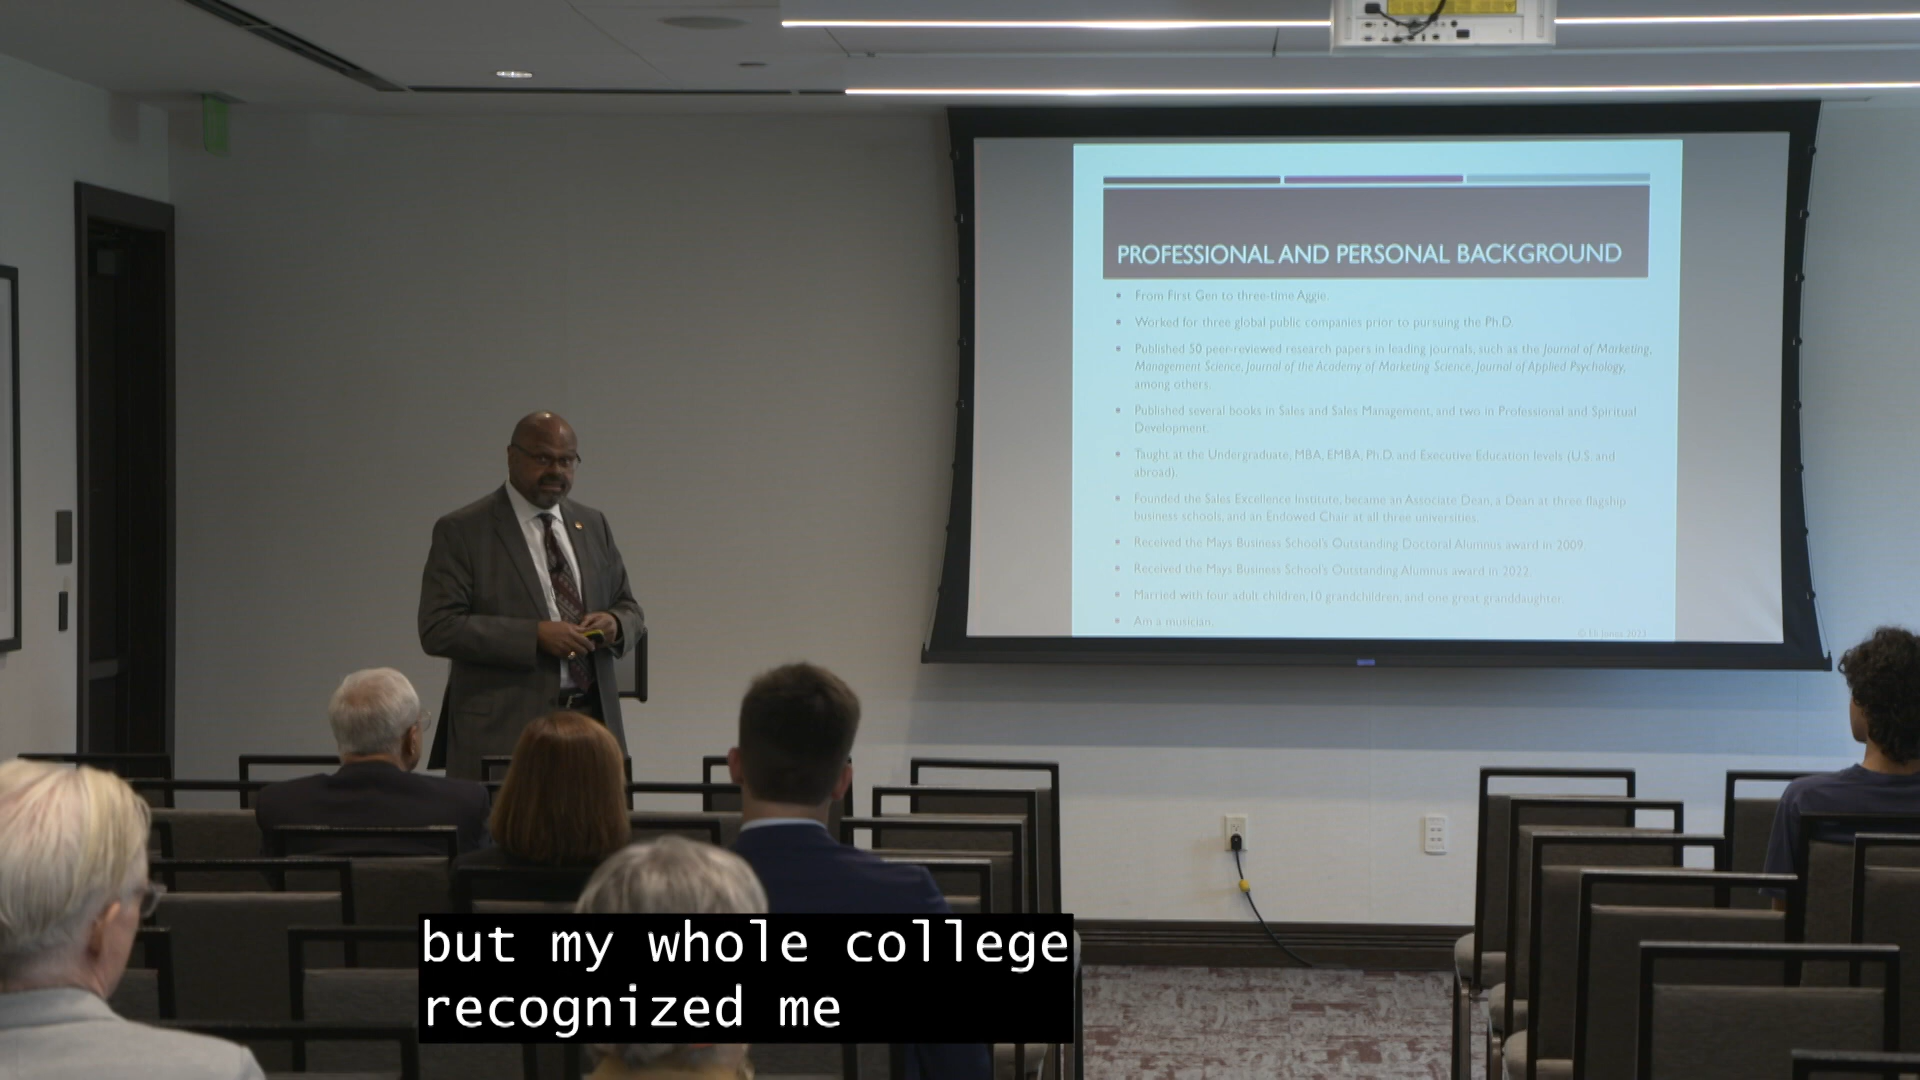 PROFESSIONAL AND PERSONAL BACKGROUND
From First Gen to three-time Aggie.
Worked for three global public companies prior to pursuing the Ph.D.
Published 50 peer-reviewed research papers in leading journals, such as the Journal of Marketing,
Management Science, Journal of the Academy of Marketing Science, Journal of Applied Psychology,
among others.
Published several books in Sales and Sales Management, and two in Professional and Spiritual
Development.
Taught at the Undergraduate, MBA, EMBA, Ph.D. and Executive Education levels (U.S. and
abroad).
Founded the Sales Excellence Institute, became an Associate Dean, a Dean at three flagship
business schools, and an Endowed Chair at all three universities.
Received the Mays Business School's Outstanding Doctoral Alumnus award in 2009.
Received the Mays Business School's Outstanding Alumnus award in 2022.
Married with four adult children, 10 grandchildren, and one great granddaughter.
Am a musician.
© Eli Jones 2023
but my whole college
recognized me